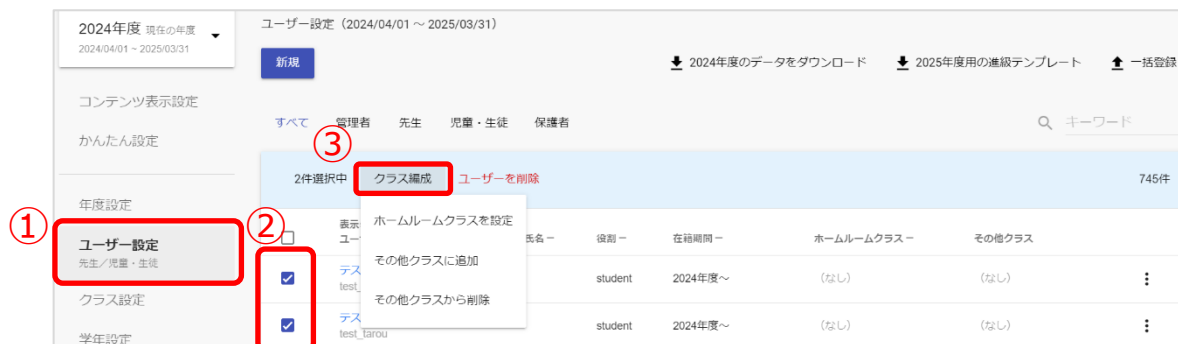 2024年度 現在の年度
2024/04/01 ~ 2025/03/31
コンテンツ表示設定
かんたん設定
年度設定
①
ユーザー設定
先生／児童・生徒
クラス設定
学年設定
ユーザー設定（2024/04/01 ～ 2025/03/31）
新規
2024年度のデータをダウンロード
2025年度用の進級テンプレート
一括登録
すべて 管理者 先生 児童・生徒 保護者
キーワード
③
2件選択中 クラス編成 ユーザーを削除 745件
ホームルームクラスを設定
その他クラスに追加
その他クラスから削除
②
表示
ユー 氏名 役割 在籍期間 ホームルームクラス その他クラス
テス
test_ student 2024年度～ （なし） （なし）
テス
test_tarou student 2024年度～ （なし） （なし）